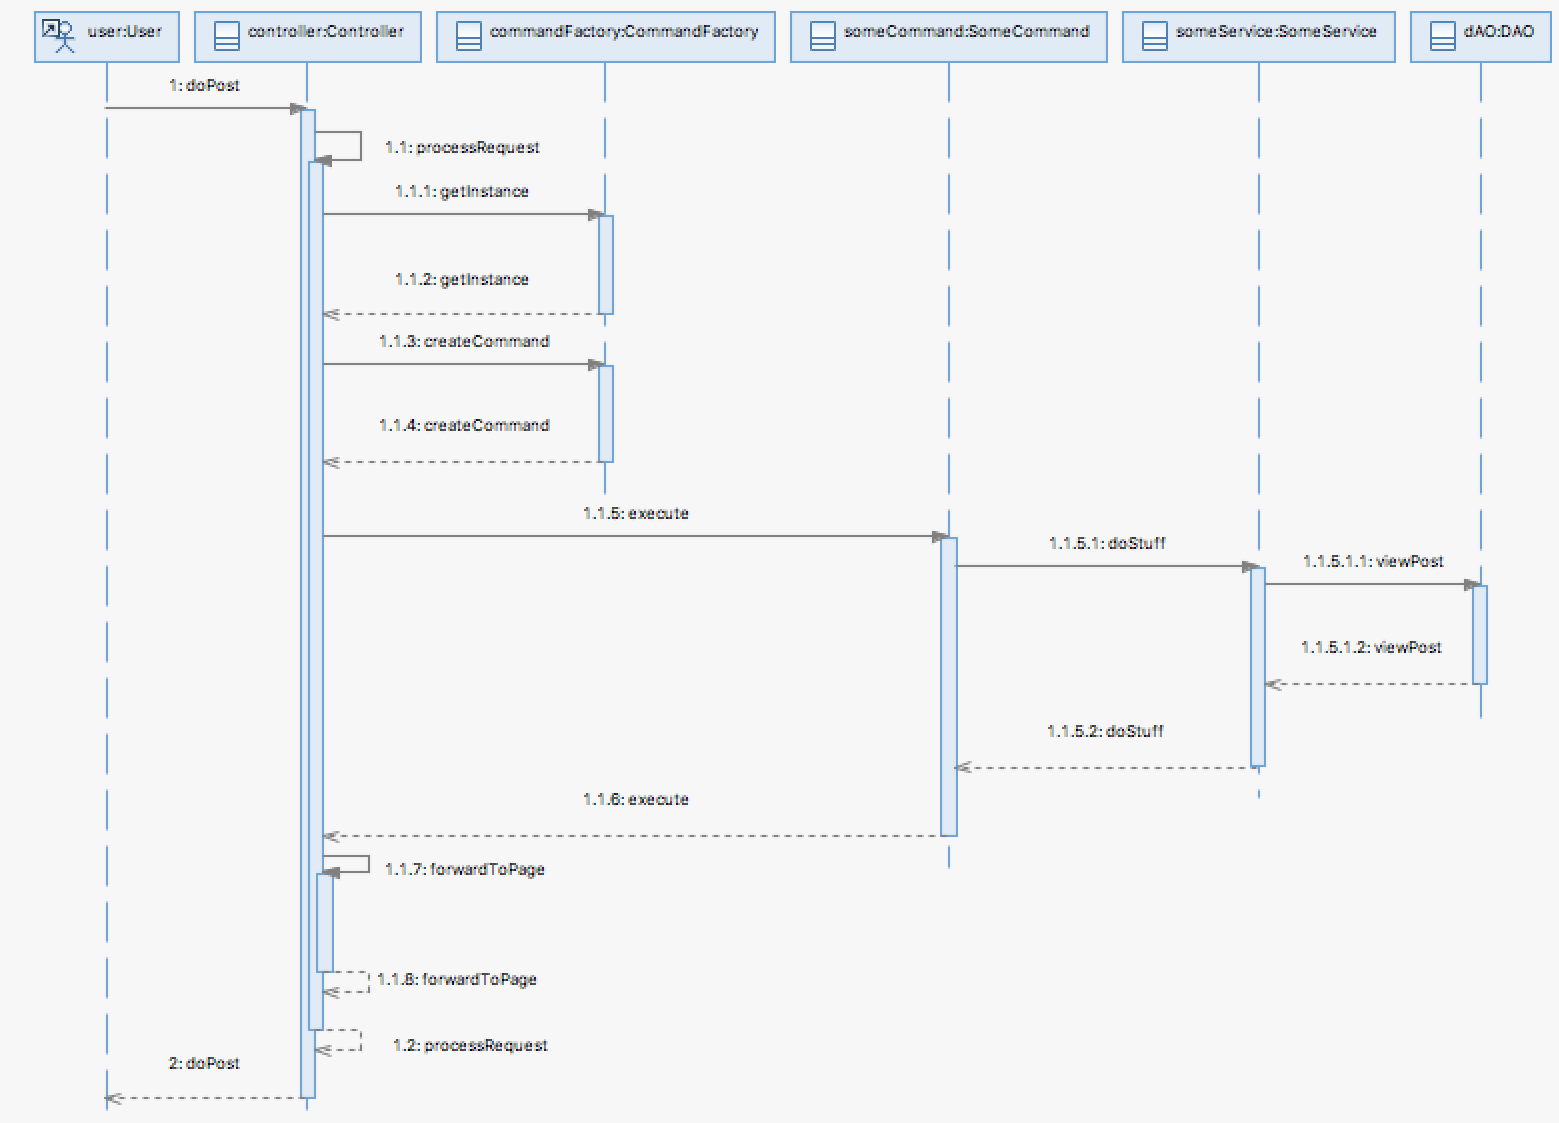 user:User
controller:Controller
commandFactory:CommandFactory
someCommand:SomeCommand
someService:SomeService
dAO:DAO
1: doPost
1.1: processRequest
1.1.1: getInstance
1.1.2: getInstance
1.1.3: createCommand
1.1.4: createCommand
1.1.5: execute
1.1.5.1: doStuff
1.1.5.1.1: viewPost
1.1.5.1.2: viewPost
1.1.5.2: doStuff
1.1.6: execute
1.1.7: forwardToPage
1.1.8: forwardToPage
1.2: processRequest
2: doPost